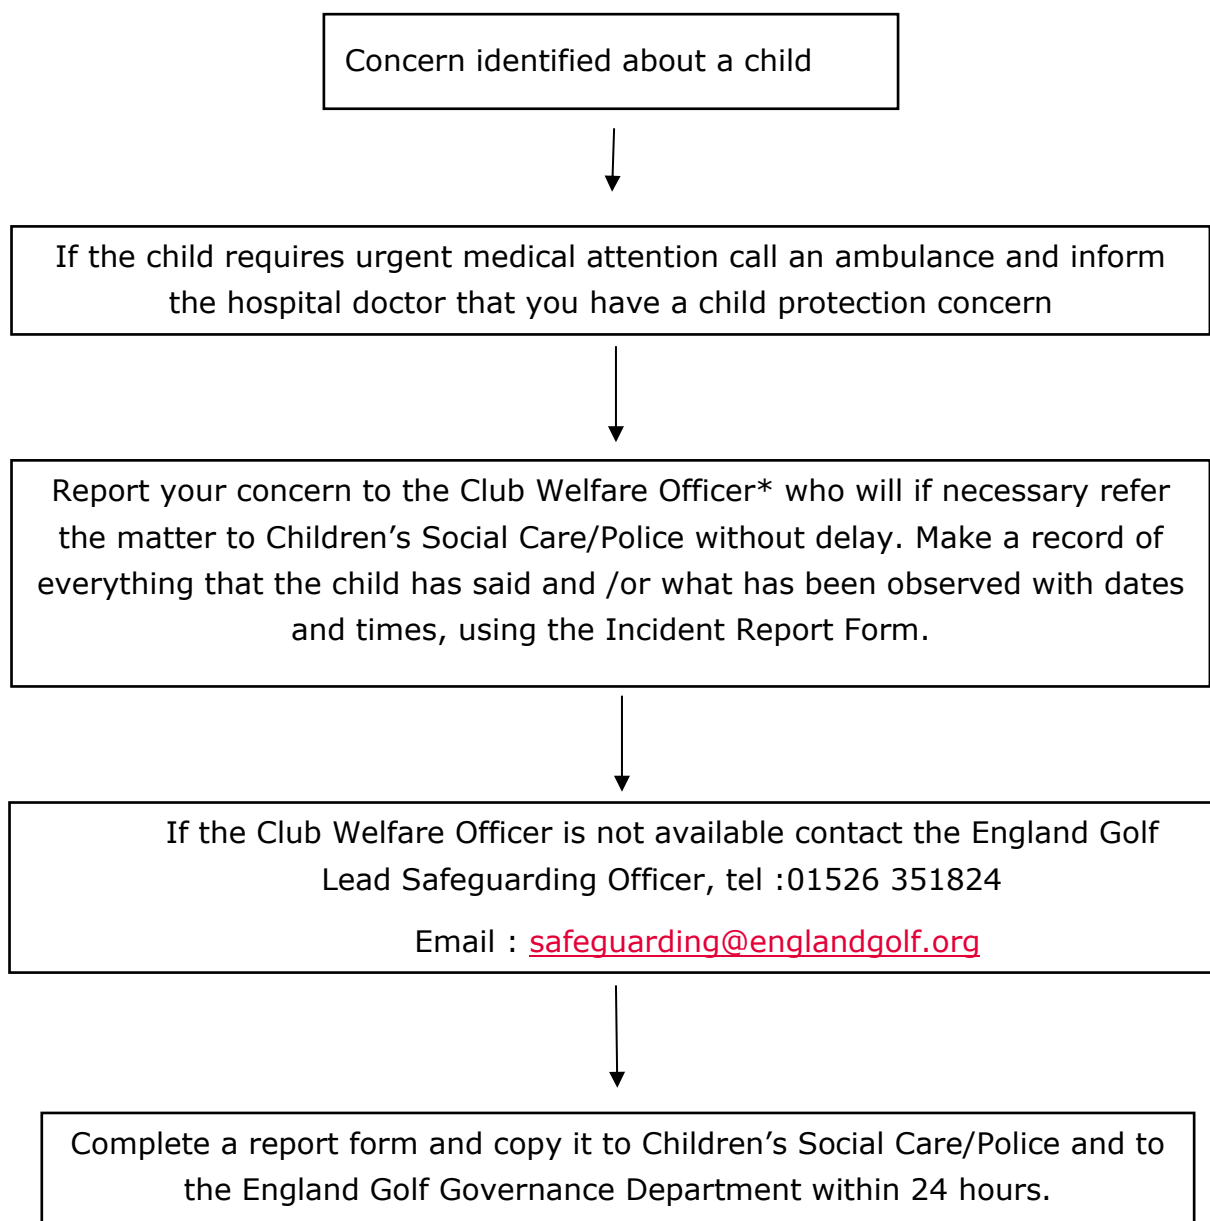 Concern identified about a child
If the child requires urgent medical attention call an ambulance and inform
the hospital doctor that you have a child protection concern
Report your concern to the Club Welfare Officer* who will if necessary refer
the matter to Children’s Social Care/Police without delay. Make a record of
everything that the child has said and /or what has been observed with dates
and times, using the Incident Report Form.
If the Club Welfare Officer is not available contact the England Golf
Lead Safeguarding Officer, tel :01526 351824
Email : safeguarding@englandgolf.org
Complete a report form and copy it to Children’s Social Care/Police and to
the England Golf Governance Department within 24 hours.